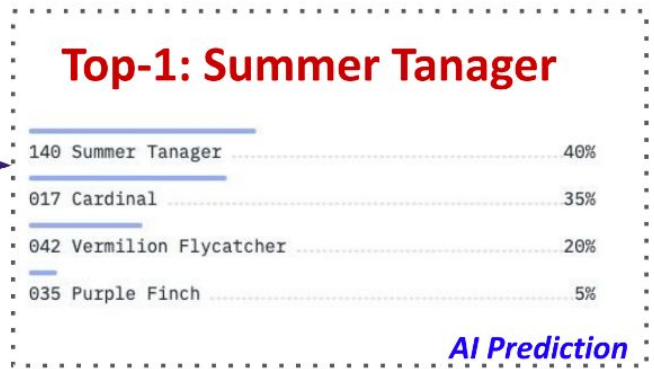 Top-1: Summer Tanager
140 Summer Tanager 40%
017 Cardinal 35%
042 Vermilion Flycatcher 20%
035 Purple Finch 5%
AI Prediction